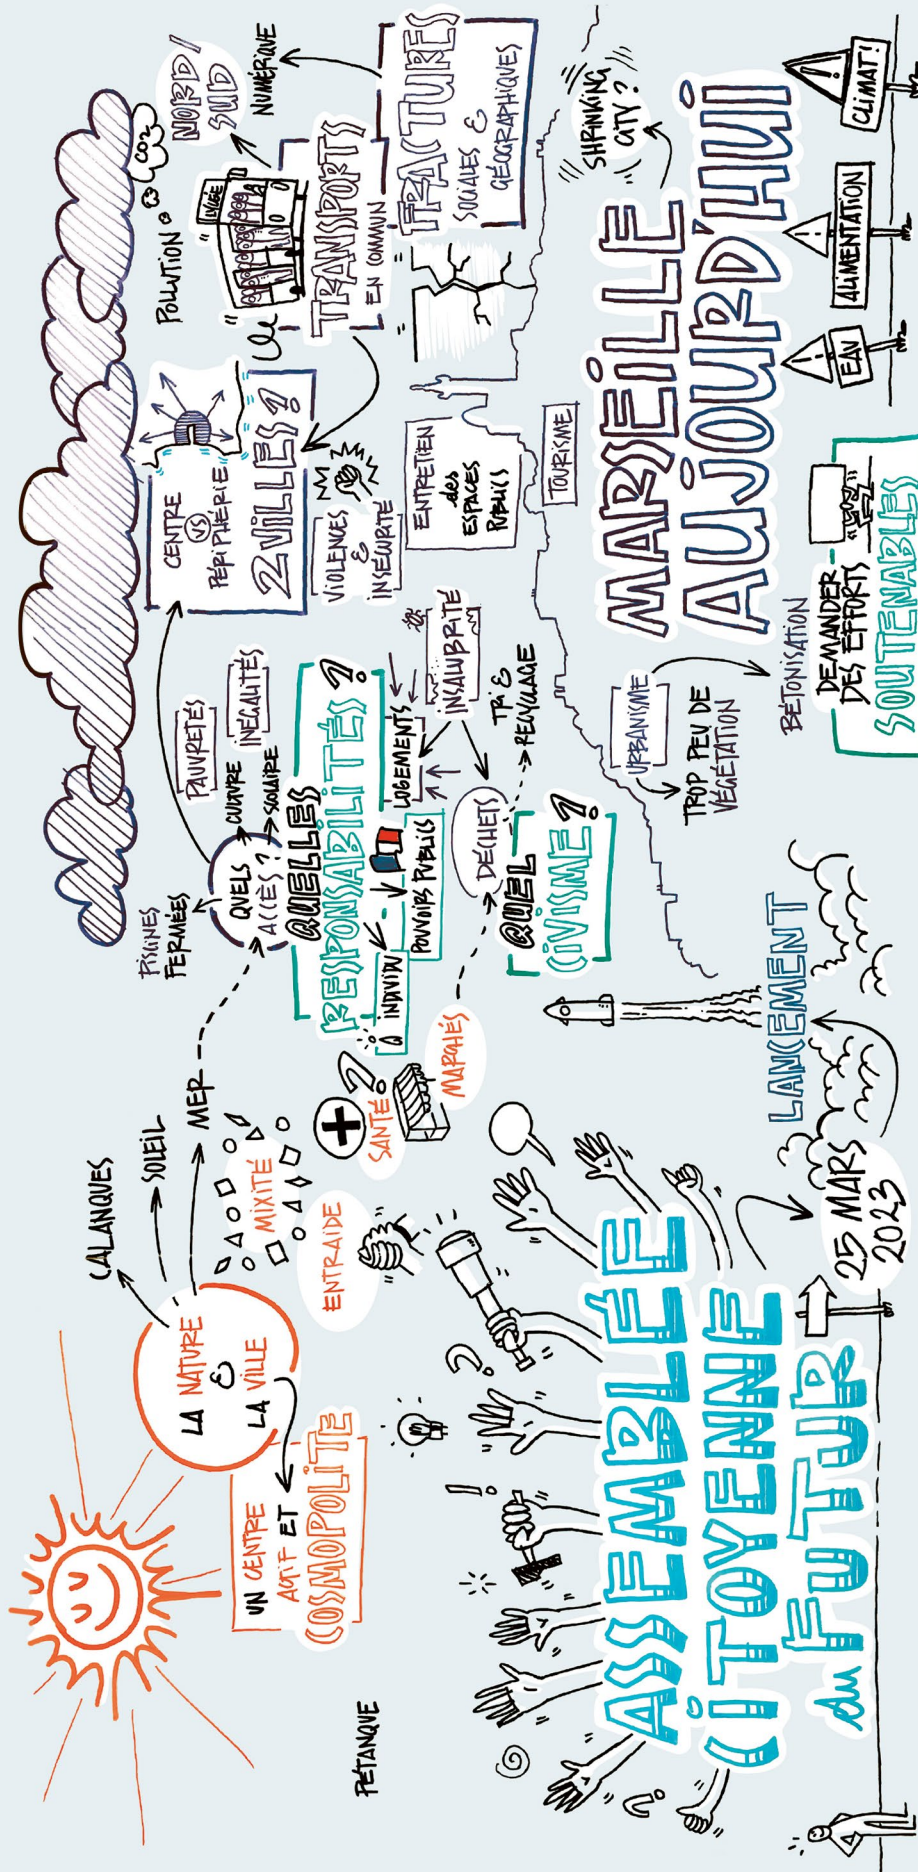 PÉTANQUE
UN CENTRE
ACTIF ET
COSMOPOLITE
LA NATURE
&
LA VILLE
CALANQUES
SOLEIL
MER
MIXITÉ
ENTRAIDE
SANTÉ ?
MARCHÉS
ASSEMBLÉE
CITOYENNE
du FUTUR
25 MARS
2023
LANCEMENT
PISCINES
FERMÉES
QUELS
ACCÈS ?
CULTURE
SCOLAIRE
PAUVRETÉS
INÉGALITÉS
QUELLES
RESPONSABILITÉS ?
INDIVIDU
POUVOIRS PUBLICS
LOGEMENTS
INSALUBRITÉ
DÉCHETS
TRI &
RECYCLAGE
QUEL
CIVISME ?
CENTRE
VS
PÉRIPHÉRIE
2 VILLES ?
VIOLENCES
&
INSÉCURITÉ
ENTRETIEN
des
ESPACES
PUBLICS
TOURISME
POLLUTION
CO2
LYCÉE
NORD/
SUD
TRANSPORTS
EN COMMUN
NUMÉRIQUE
FRACTURES
SOCIALES &
GÉOGRAPHIQUES
SHRINKING
CITY ?
MARSEILLE
AUJOURD'HUI
URBANISME
TROP PEU DE
VÉGÉTATION
BÉTONISATION
DEMANDER
DES EFFORTS
SOUTENABLES
EAU
ALIMENTATION
CLIMAT !